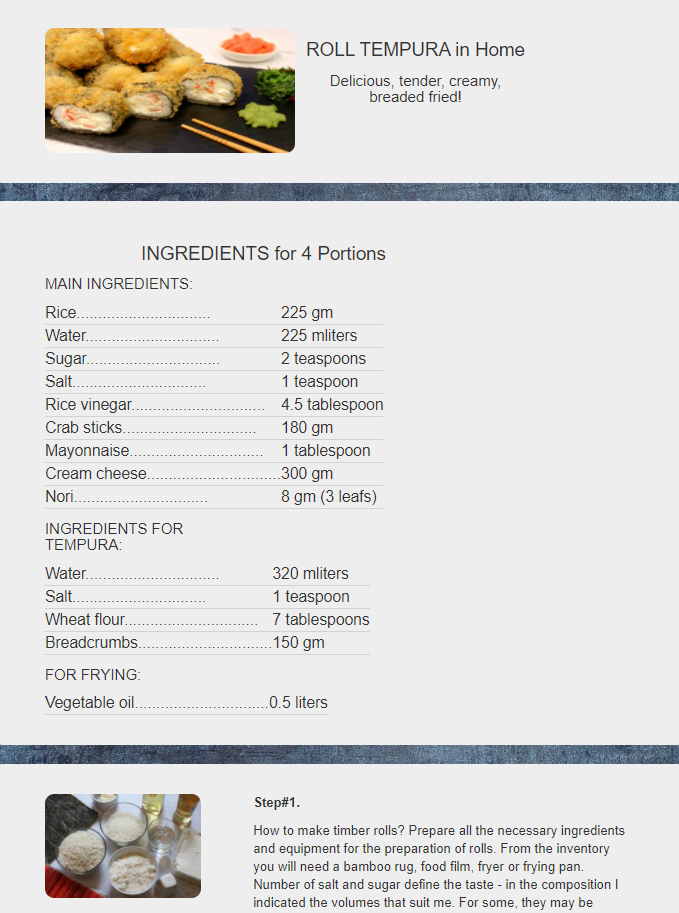 ROLL TEMPURA in Home
Delicious, tender, creamy,
breaded fried!
INGREDIENTS for 4 Portions
MAIN INGREDIENTS:
Rice.............................. 225 gm
Water.............................. 225 mliters
Sugar.............................. 2 teaspoons
Salt.............................. 1 teaspoon
Rice vinegar.............................. 4.5 tablespoon
Crab sticks.............................. 180 gm
Mayonnaise.............................. 1 tablespoon
Cream cheese..............................300 gm
Nori.............................. 8 gm (3 leafs)
INGREDIENTS FOR
TEMPURA:
Water.............................. 320 mliters
Salt.............................. 1 teaspoon
Wheat flour.............................. 7 tablespoons
Breadcrumbs..............................150 gm
FOR FRYING:
Vegetable oil..............................0.5 liters
Step#1.
How to make timber rolls? Prepare all the necessary ingredients
and equipment for the preparation of rolls. From the inventory
you will need a bamboo rug, food film, fryer or frying pan.
Number of salt and sugar define the taste - in the composition I
indicated the volumes that suit me. For some, they may be